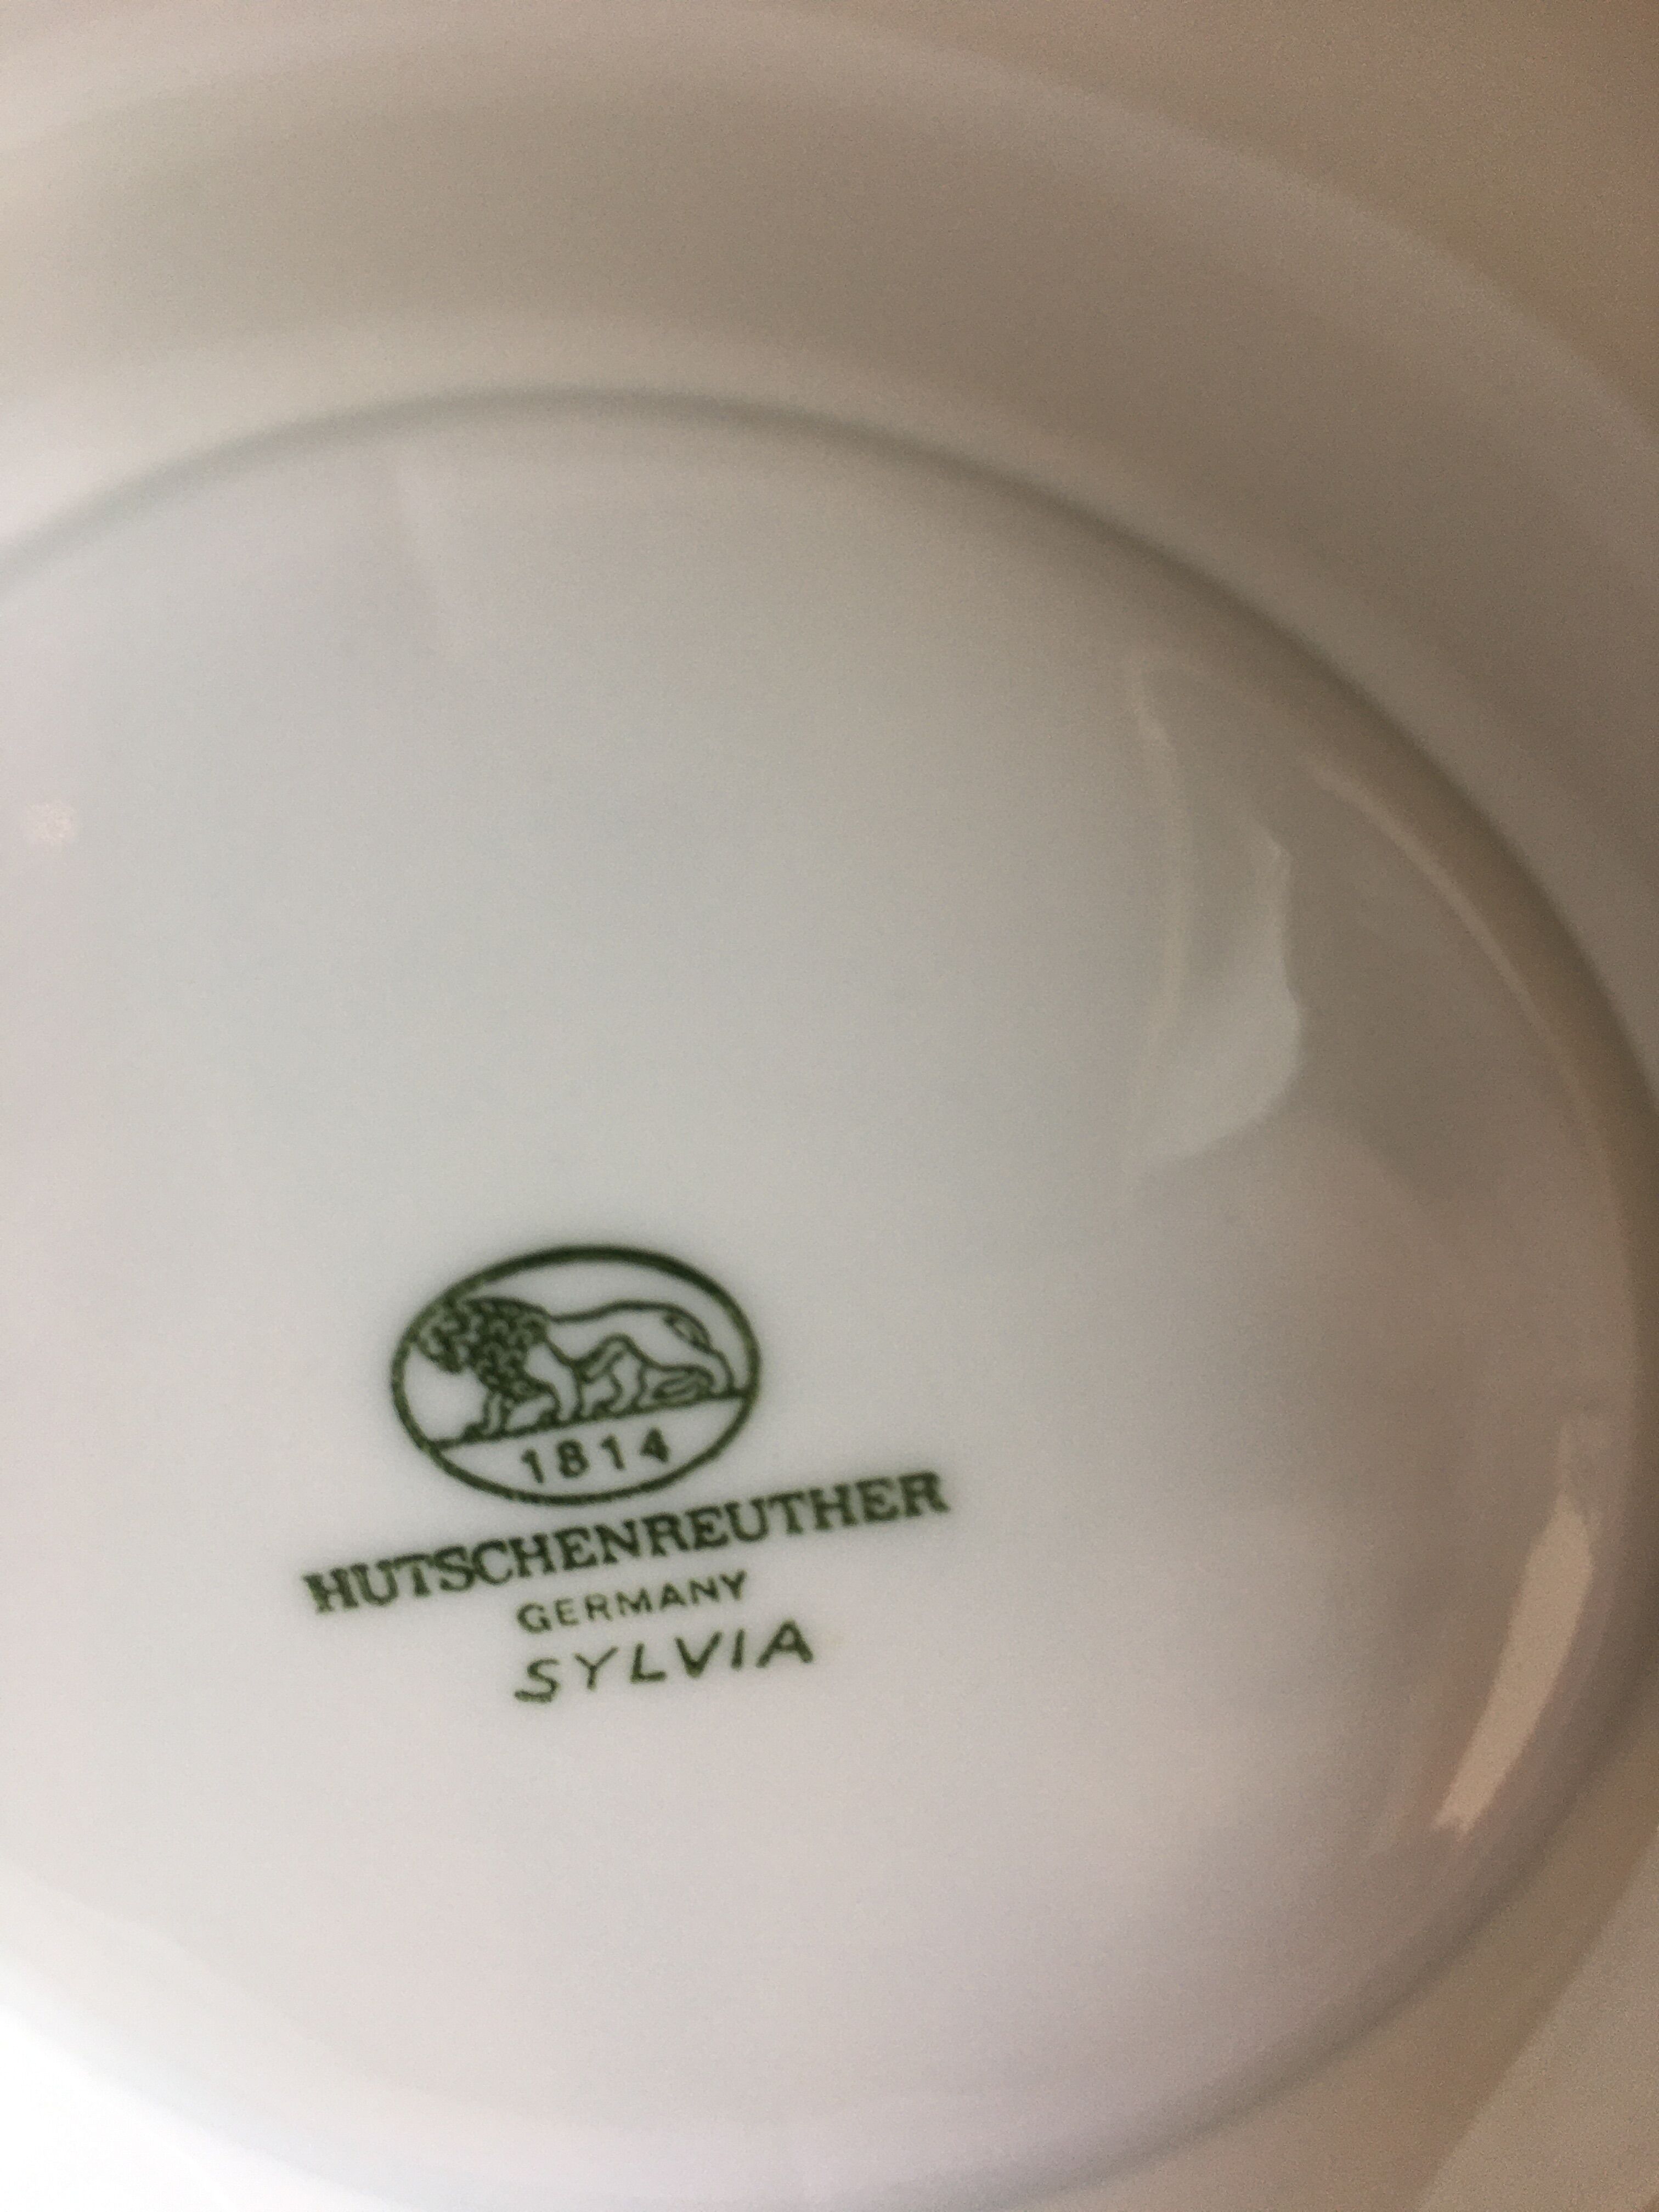 1814
HUTSCHENREUTHER
GERMANY
SYLVIA